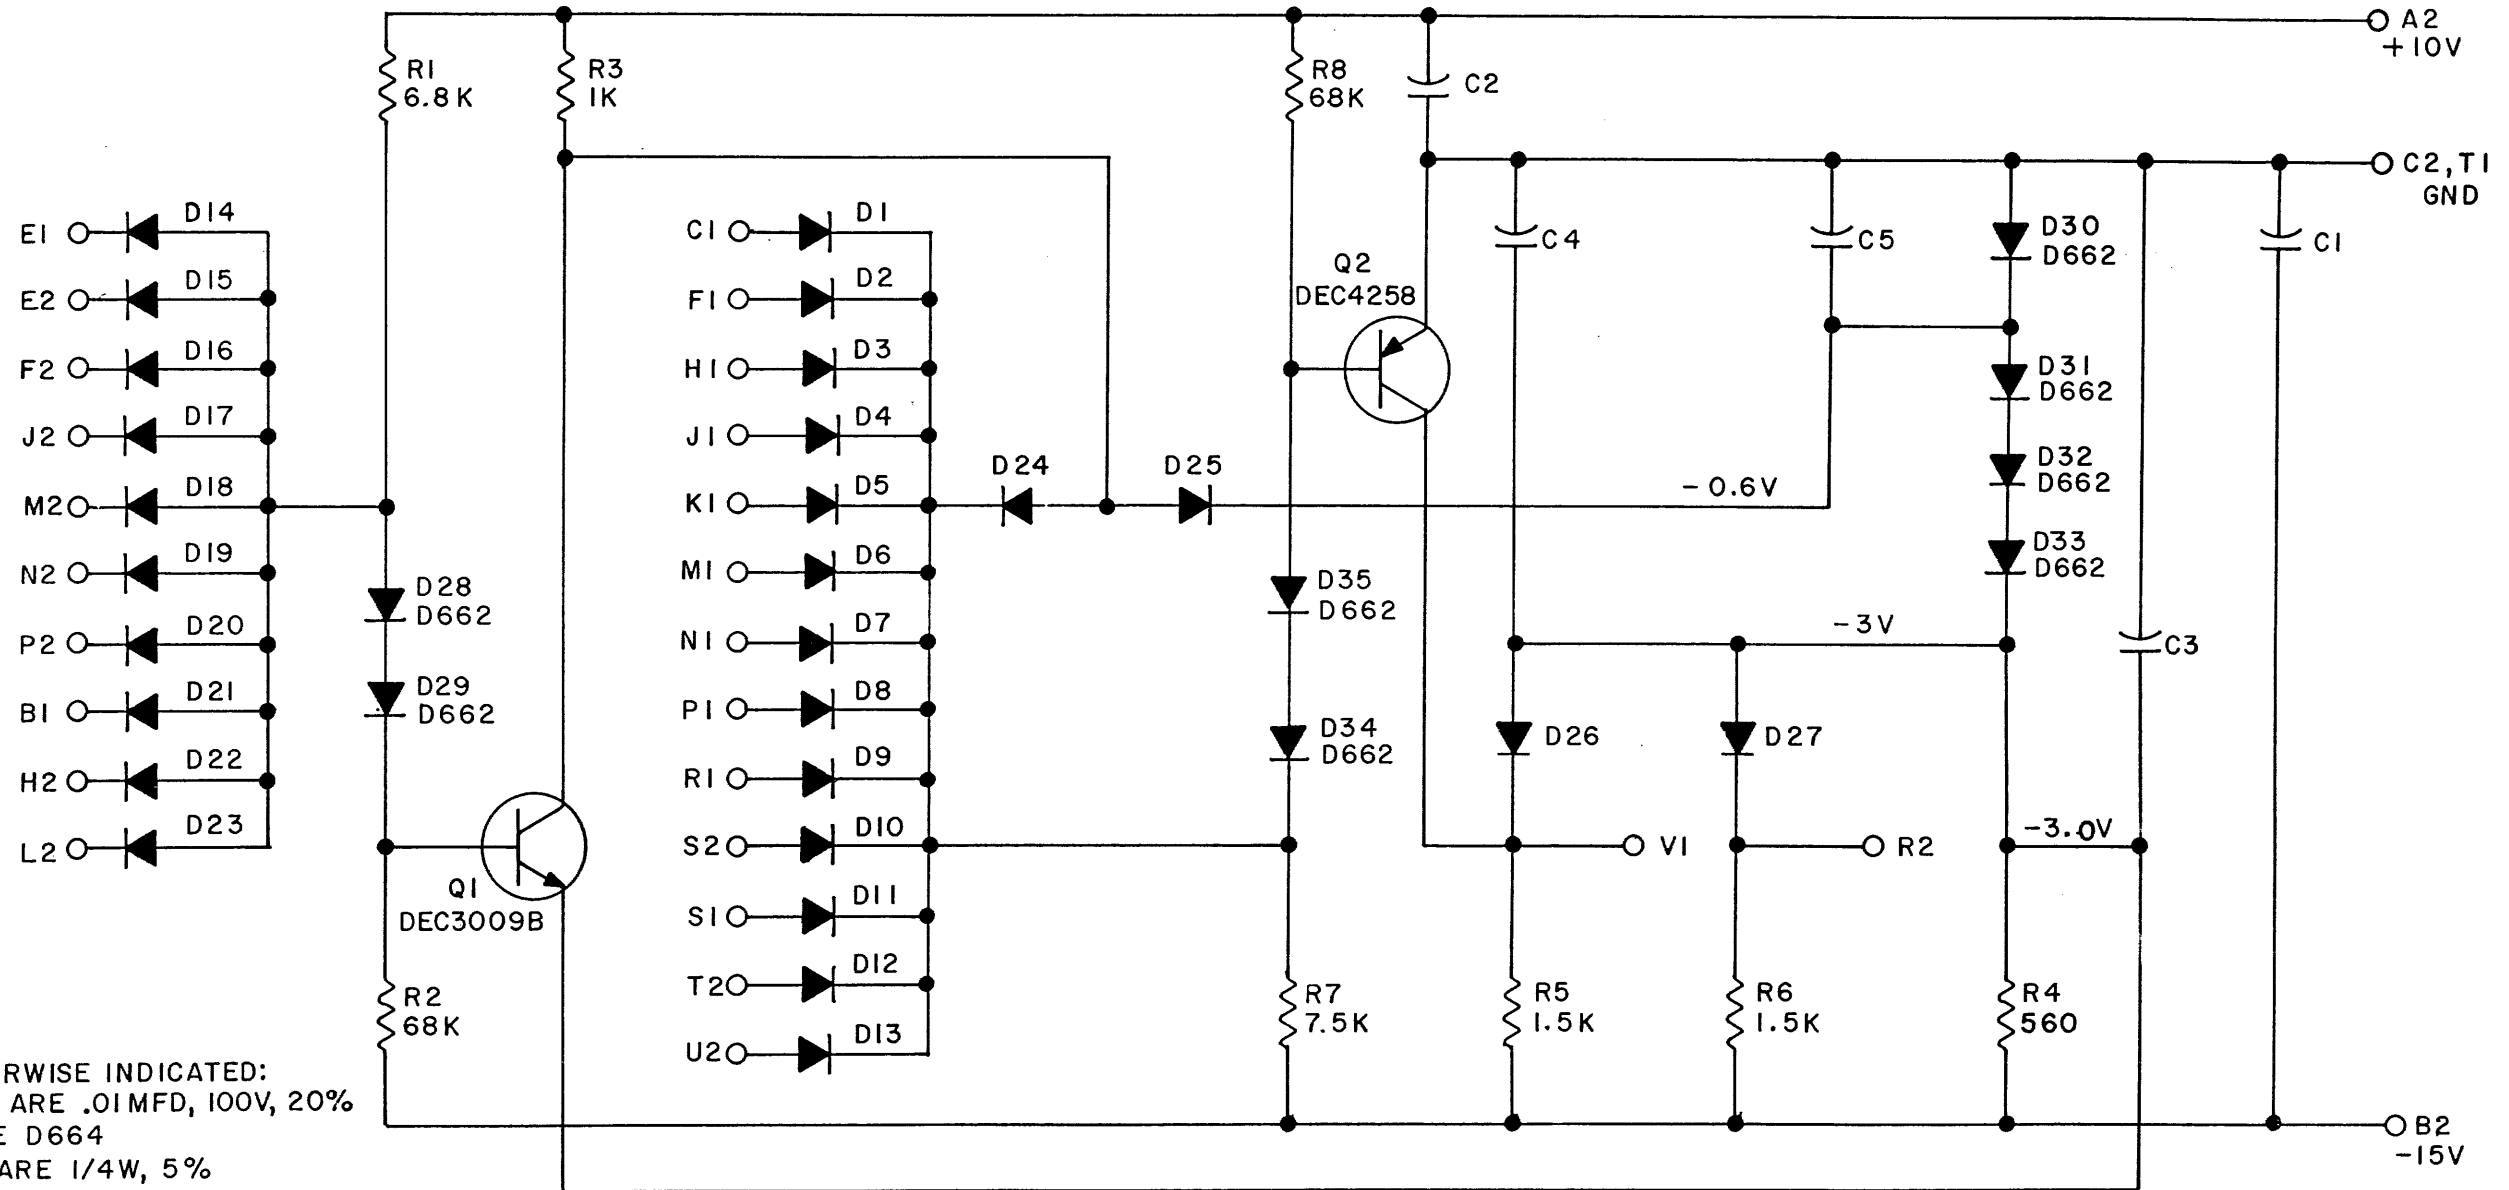 A2
+10V
R1
6.8K
R3
1K
R8
68K
C2
C2,T1
GND
E1
D14
E2
D15
F2
D16
J2
D17
M2
D18
N2
D19
P2
D20
B1
D21
H2
D22
L2
D23
D28
D662
D29
D662
Q1
DEC3009B
R2
68K
C1
D1
F1
D2
H1
D3
J1
D4
K1
D5
M1
D6
N1
D7
P1
D8
R1
D9
S2
D10
S1
D11
T2
D12
U2
D13
D24
D25
-0.6V
Q2
DEC4258
D35
D662
D34
D662
R7
7.5K
C4
C5
D30
D662
D31
D662
D32
D662
D33
D662
C1
-3V
C3
D26
D27
V1
R2
-3.0V
R5
1.5K
R6
1.5K
R4
560
B2
-15V
RWISE INDICATED:
ARE .01MFD, 100V, 20%
E D664
ARE 1/4W, 5%